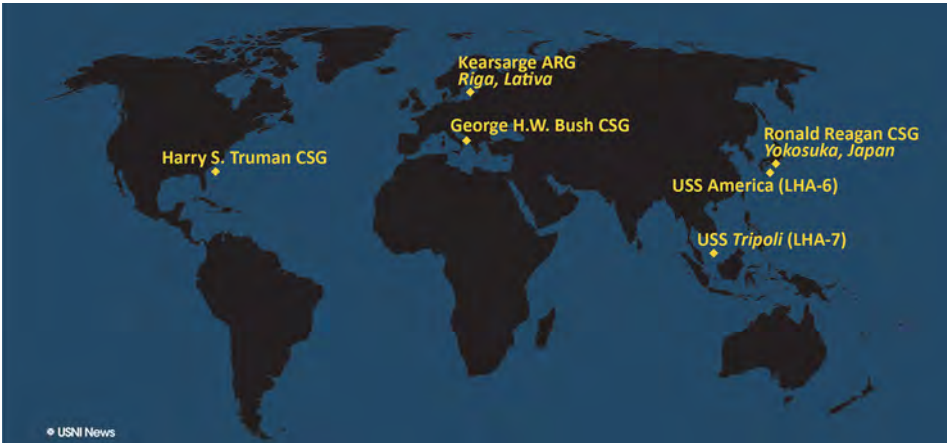 Kearsarge ARG
Riga, Lativa
George H.W. Bush CSG
Harry S. Truman CSG
Ronald Reagan CSG
Yokosuka, Japan
USS America (LHA-6)
USS Tripoli (LHA-7)
USNI News